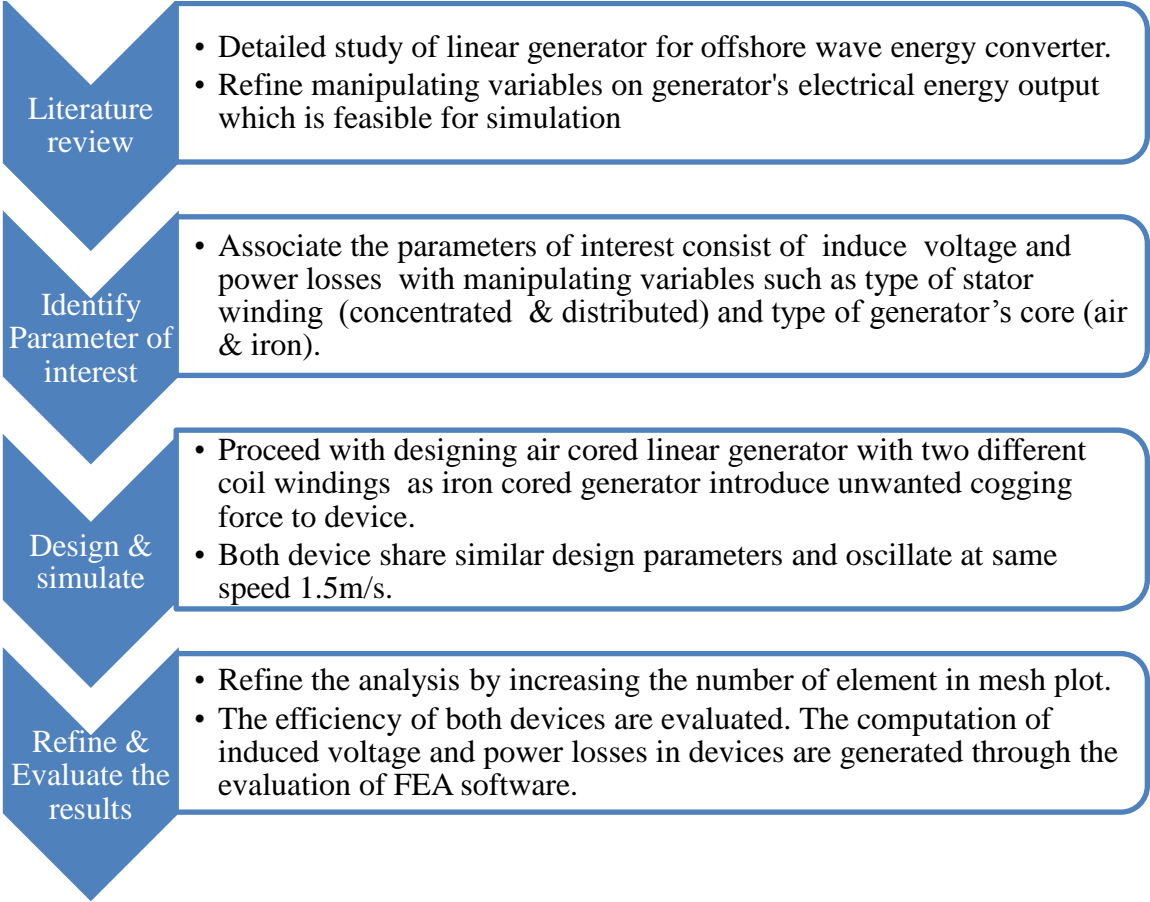 Literature
review
• Detailed study of linear generator for offshore wave energy converter.
• Refine manipulating variables on generator's electrical energy output
which is feasible for simulation
Identify
Parameter of
interest
• Associate the parameters of interest consist of induce voltage and
power losses with manipulating variables such as type of stator
winding (concentrated & distributed) and type of generator’s core (air
& iron).
Design &
simulate
• Proceed with designing air cored linear generator with two different
coil windings as iron cored generator introduce unwanted cogging
force to device.
• Both device share similar design parameters and oscillate at same
speed 1.5m/s.
Refine &
Evaluate the
results
• Refine the analysis by increasing the number of element in mesh plot.
• The efficiency of both devices are evaluated. The computation of
induced voltage and power losses in devices are generated through the
evaluation of FEA software.